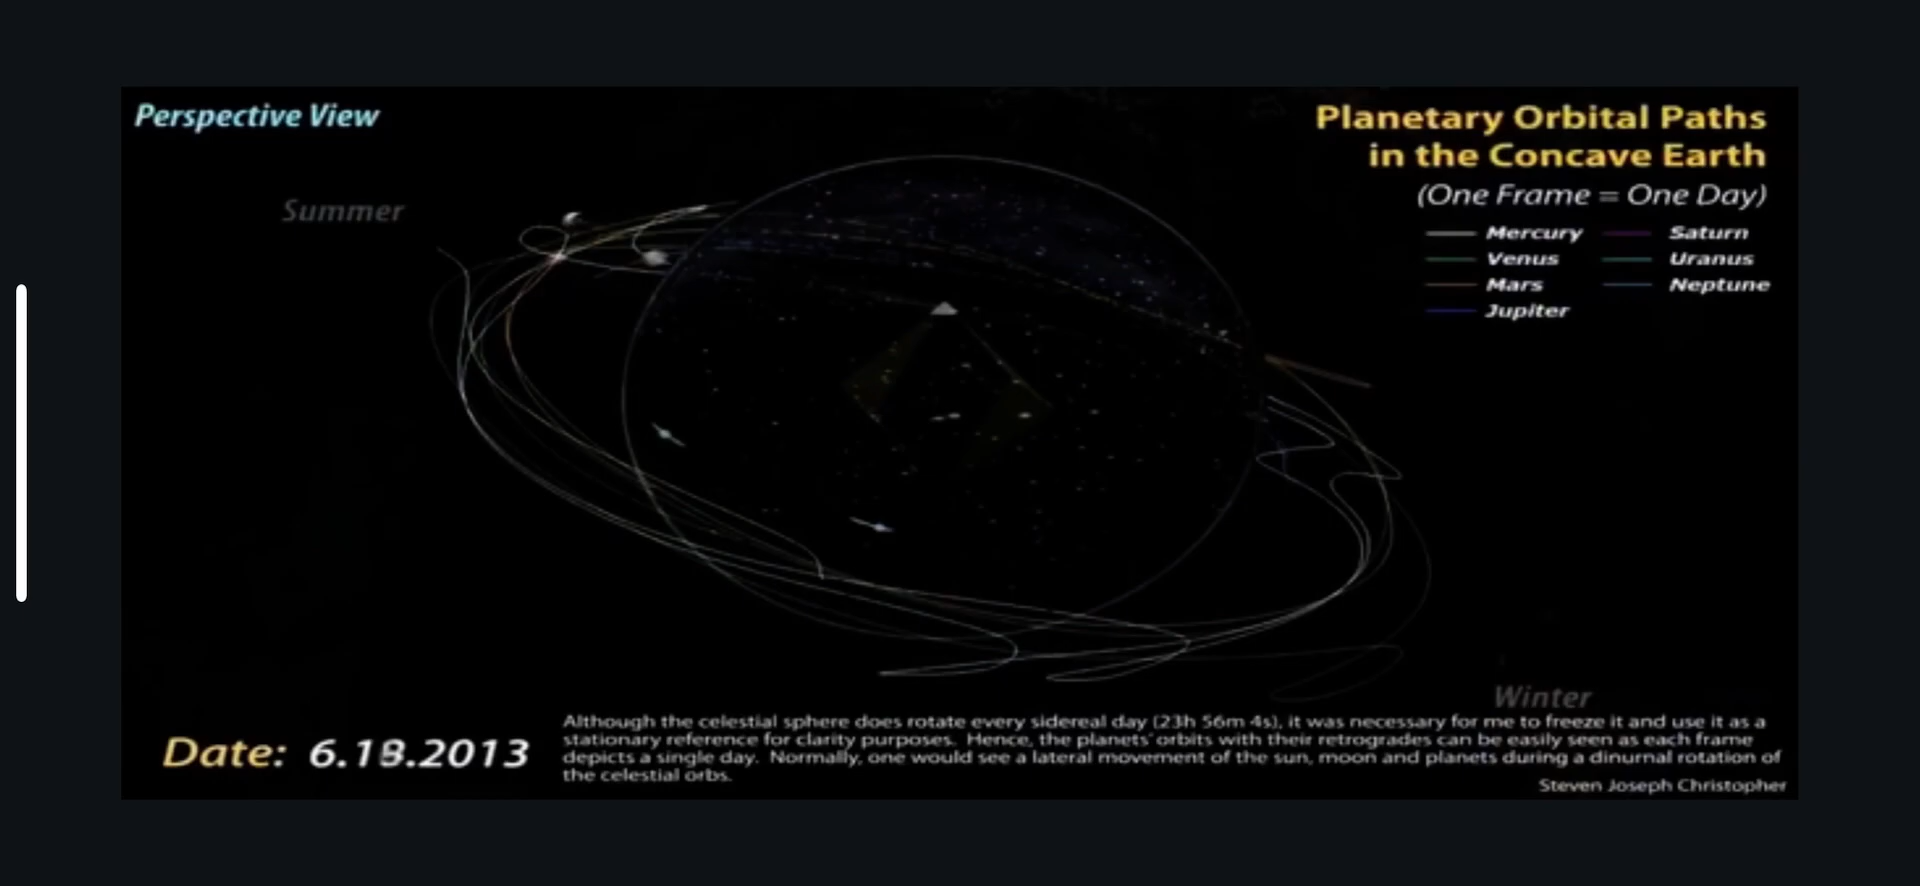 Perspective View
Planetary Orbital Paths
in the Concave Earth
(One Frame = One Day)
Mercury
Saturn
Venus
Uranus
Mars
Neptune
Jupiter
Summer
Winter
Date: 6.13.2013
Although the celestial sphere does rotate every sidereal day (23h 56m 4s), it was necessary for me to freeze it and use it as a
stationary reference for clarity purposes. Hence, the planets' orbits with their retrogrades can be easily seen as each frame
depicts a single day. Normally, one would see a lateral movement of the sun, moon and planets during a dinurnal rotation of
the celestial orbs.
Steven Joseph Christopher